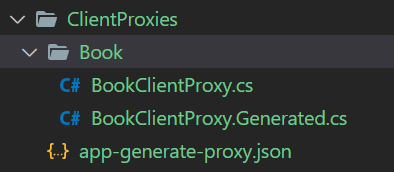 ClientProxies
Book
C# BookClientProxy.cs
C# BookClientProxy.Generated.cs
{..} app-generate-proxy.json